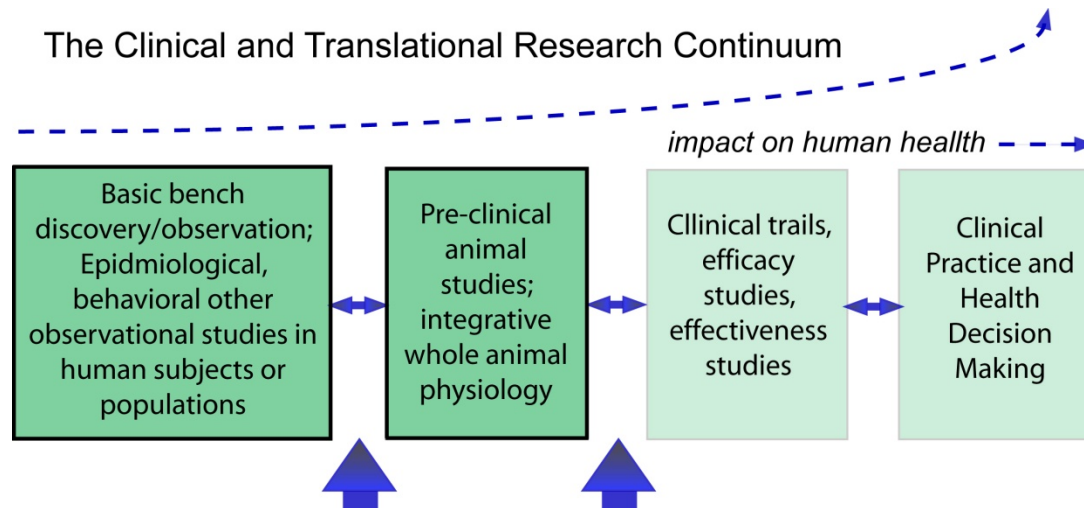 The Clinical and Translational Research Continuum
impact on human heallth
Basic bench
discovery/observation;
Epidmiological,
behavioral other
observational studies in
human subjects or
populations
Pre-clinical
animal
studies;
integrative
whole animal
physiology
Cllinical trails,
efficacy
studies,
effectiveness
studies
Clinical
Practice and
Health
Decision
Making